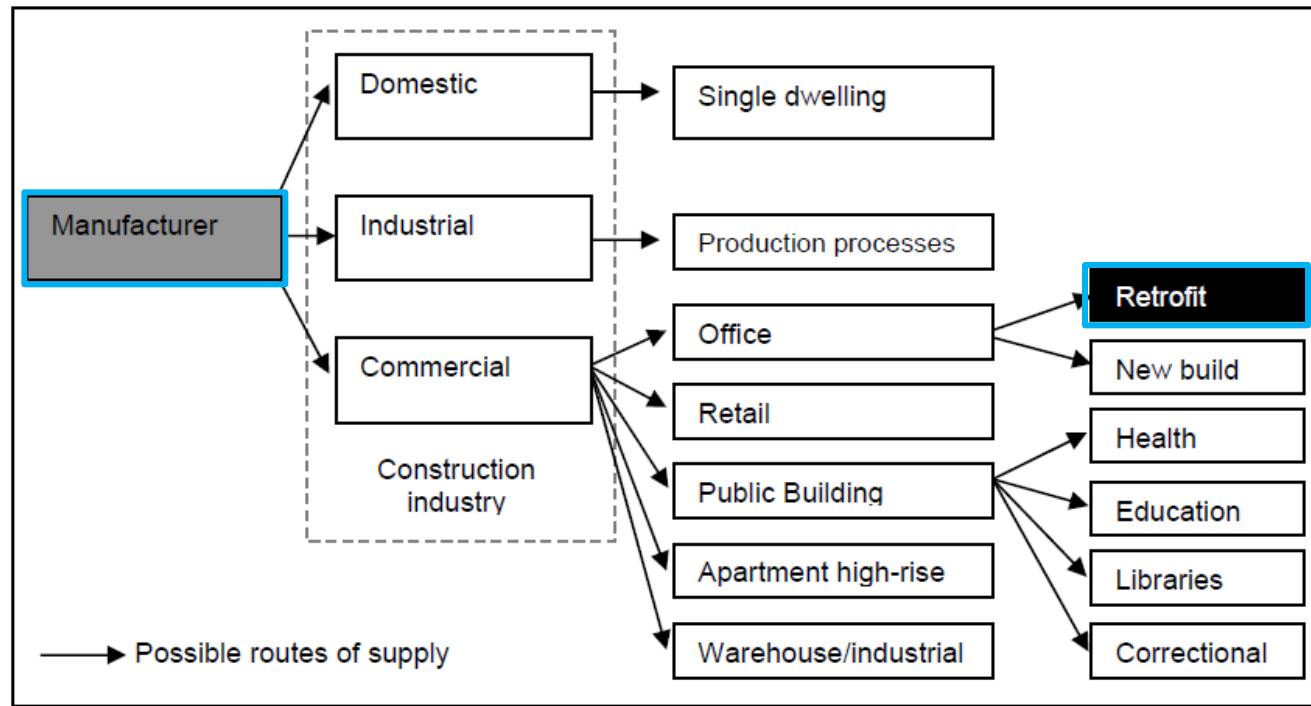 Manufacturer
Domestic
Industrial
Commercial
Construction
industry
Single dwelling
Production processes
Office
Retail
Public Building
Apartment high-rise
Warehouse/industrial
Retrofit
New build
Health
Education
Libraries
Correctional
Possible routes of supply